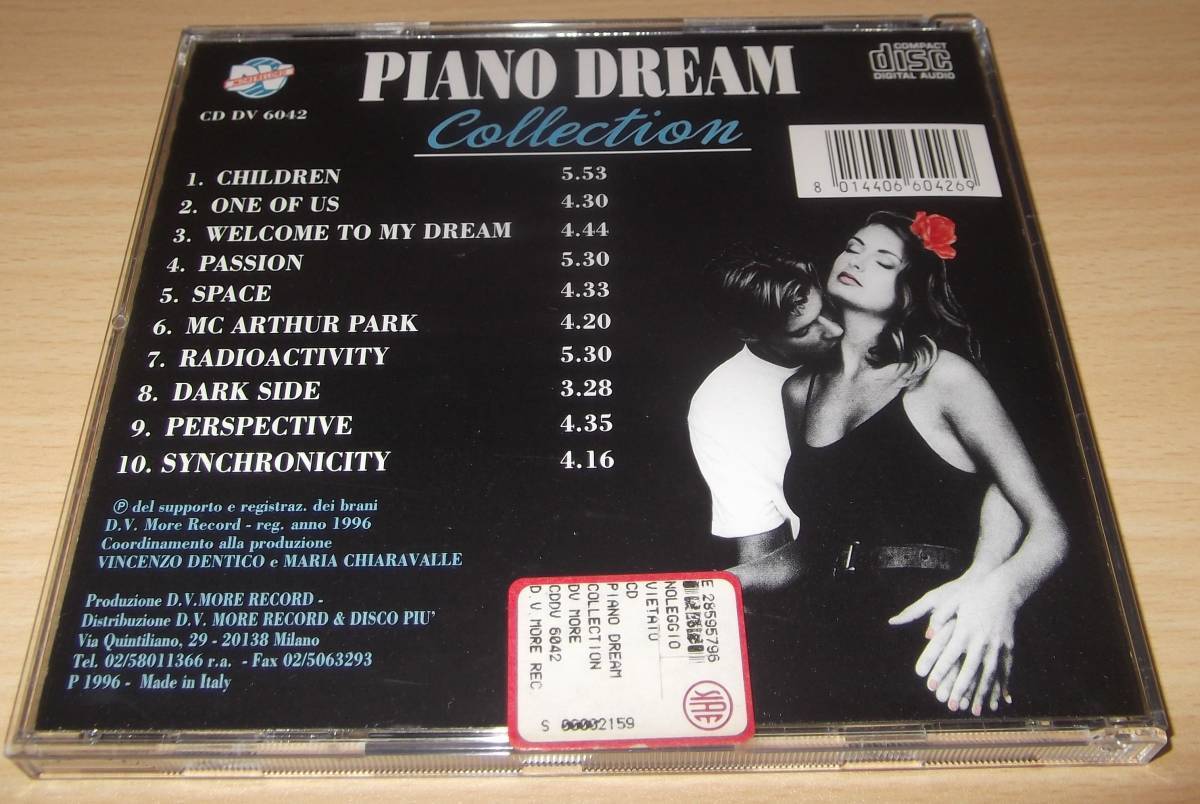 DV
PIANO DREAM
COMPACT
disc
DIGITAL AUDIO
CD DV 6042
Collection
8 014406 604269
1. CHILDREN 5.53
2. ONE OF US 4.30
3. WELCOME TO MY DREAM 4.44
4. PASSION 5.30
5. SPACE 4.33
6. MC ARTHUR PARK 4.20
7. RADIOACTIVITY 5.30
8. DARK SIDE 3.28
9. PERSPECTIVE 4.35
10. SYNCHRONICITY 4.16
℗ del supporto e registraz. dei brani
D.V. More Record - reg. anno 1996
Coordinamento alla produzione
VINCENZO DENTICO e MARIA CHIARAVALLE
Produzione D.V.MORE RECORD -
Distribuzione D.V. MORE RECORD & DISCO PIU'
Via Quintiliano, 29 - 20138 Milano
Tel. 02/58011366 r.a. - Fax 02/5063293
P 1996 - Made in Italy
E 28595796
NOLEGGIO
VIETATO
CD
PIANO DREAM
COLLECTION
DV MORE
CDDV 6042
D.V.MORE REC
S 00002159
SIAE